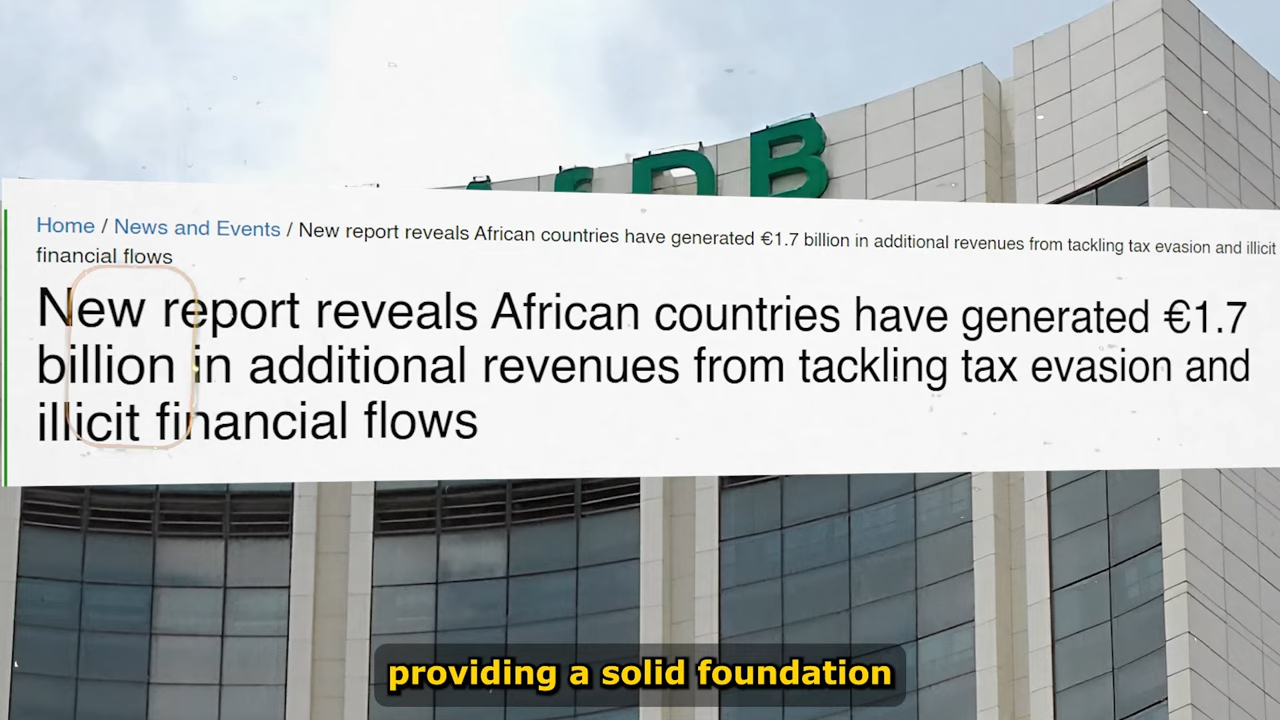 DB
Home / News and Events / New report reveals African countries have generated €1.7 billion in additional revenues from tackling tax evasion and illicit
financial flows
New report reveals African countries have generated €1.7
billion in additional revenues from tackling tax evasion and
illicit financial flows
providing a solid foundation